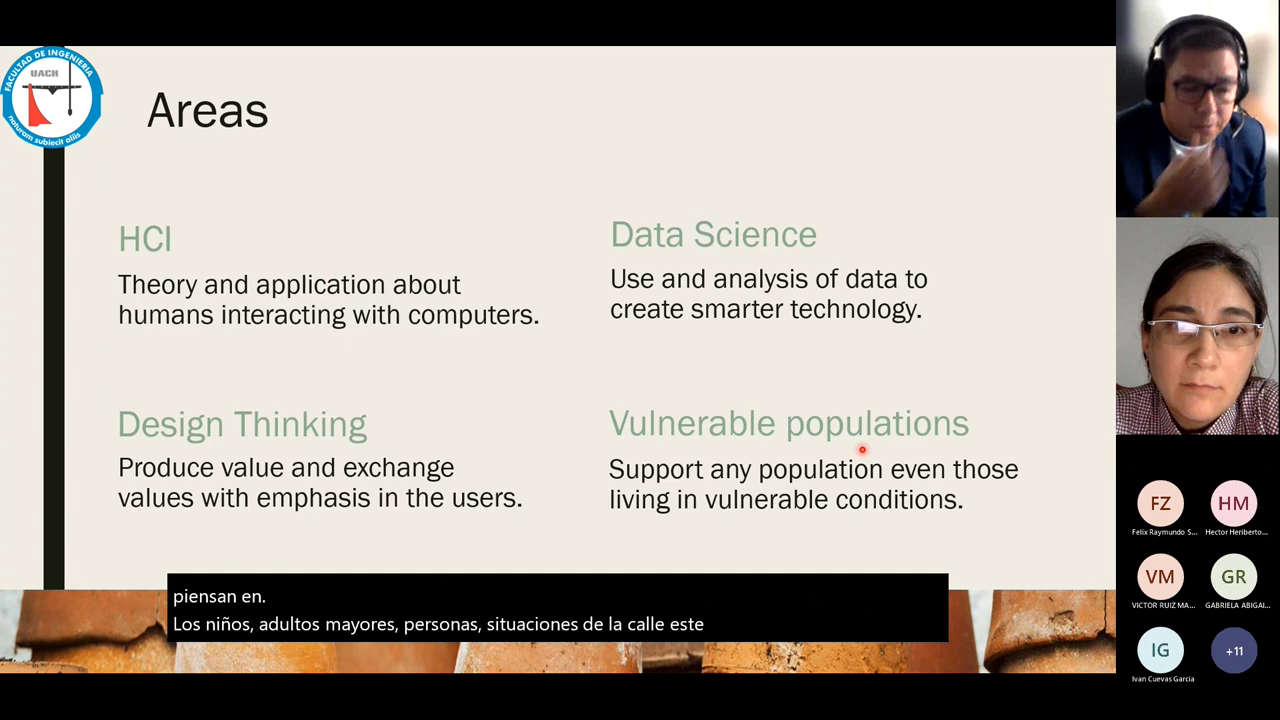 FACULTAD DE INGENIERÍA
UACH
naturam subiecit aliis
Areas
HCI
Theory and application about
humans interacting with computers.
Data Science
Use and analysis of data to
create smarter technology.
Design Thinking
Produce value and exchange
values with emphasis in the users.
Vulnerable populations
Support any population even those
living in vulnerable conditions.
piensan en.
Los niños, adultos mayores, personas, situaciones de la calle este
FZ
HM
Felix Raymundo S...
Hector Heriberto...
VM
GR
VICTOR RUIZ MA...
GABRIELA ABIGAI...
IG
+11
Ivan Cuevas Garcia